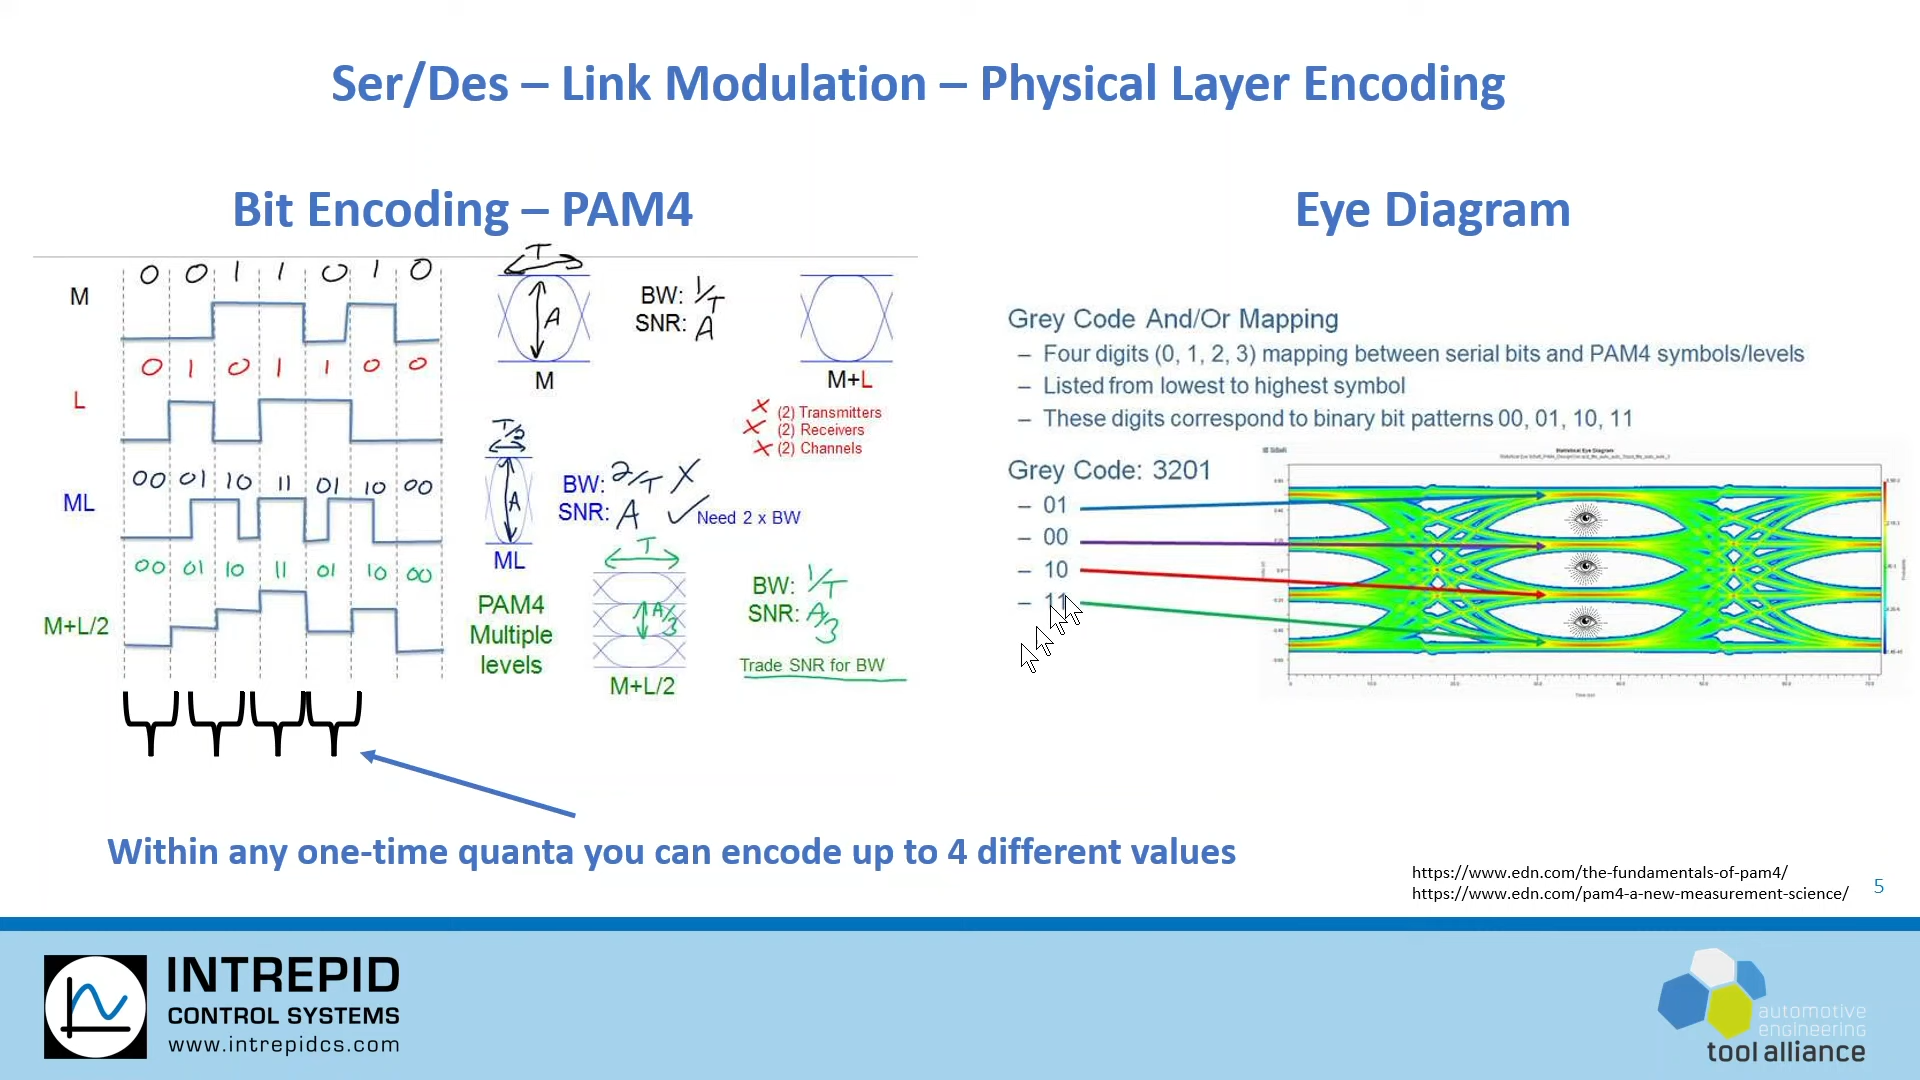 Ser/Des – Link Modulation – Physical Layer Encoding
Bit Encoding – PAM4
Eye Diagram
M
0 0 1 1 0 1 0
L
0 1 0 1 1 0 0
ML
00 01 10 11 01 10 00
M+L/2
00 01 10 11 01 10 00
T
A
M
BW: 1/T
SNR: A
M+L
X (2) Transmitters
X (2) Receivers
X (2) Channels
T/2
A
ML
BW: 2/T X
SNR: A ✓ Need 2 x BW
PAM4
Multiple
levels
T
A/3
M+L/2
BW: 1/T
SNR: A/3
Trade SNR for BW
Grey Code And/Or Mapping
– Four digits (0, 1, 2, 3) mapping between serial bits and PAM4 symbols/levels
– Listed from lowest to highest symbol
– These digits correspond to binary bit patterns 00, 01, 10, 11
Grey Code: 3201
– 01
– 00
– 10
– 11
Statistical Eye Diagram
Within any one-time quanta you can encode up to 4 different values
https://www.edn.com/the-fundamentals-of-pam4/
https://www.edn.com/pam4-a-new-measurement-science/
5
INTREPID
CONTROL SYSTEMS
www.intrepidcs.com
automotive
engineering
tool alliance